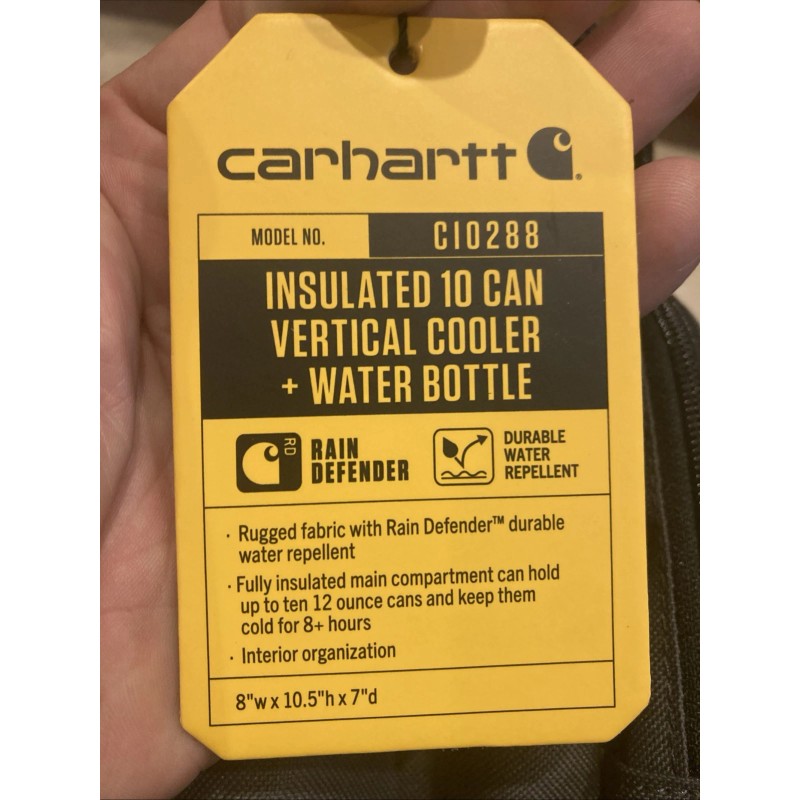 carhartt
MODEL NO. C10288
INSULATED 10 CAN
VERTICAL COOLER
+ WATER BOTTLE
RD
RAIN
DEFENDER
DURABLE
WATER
REPELLENT
· Rugged fabric with Rain Defender™ durable
water repellent
· Fully insulated main compartment can hold
up to ten 12 ounce cans and keep them
cold for 8+ hours
· Interior organization
8"w x 10.5"h x 7"d